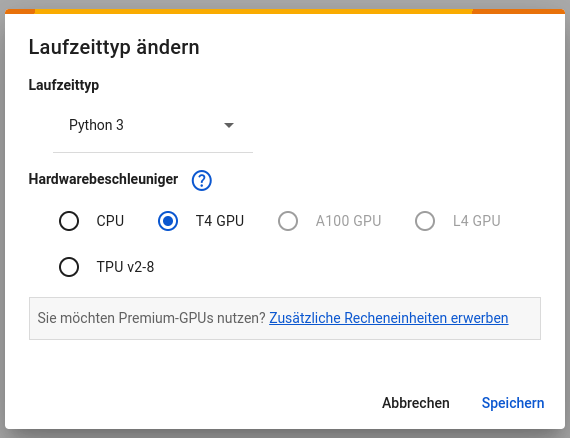 Laufzeittyp ändern
Laufzeittyp
Python 3
Hardwarebeschleuniger
CPU T4 GPU A100 GPU L4 GPU
TPU v2-8
Sie möchten Premium-GPUs nutzen? Zusätzliche Recheneinheiten erwerben
Abbrechen Speichern